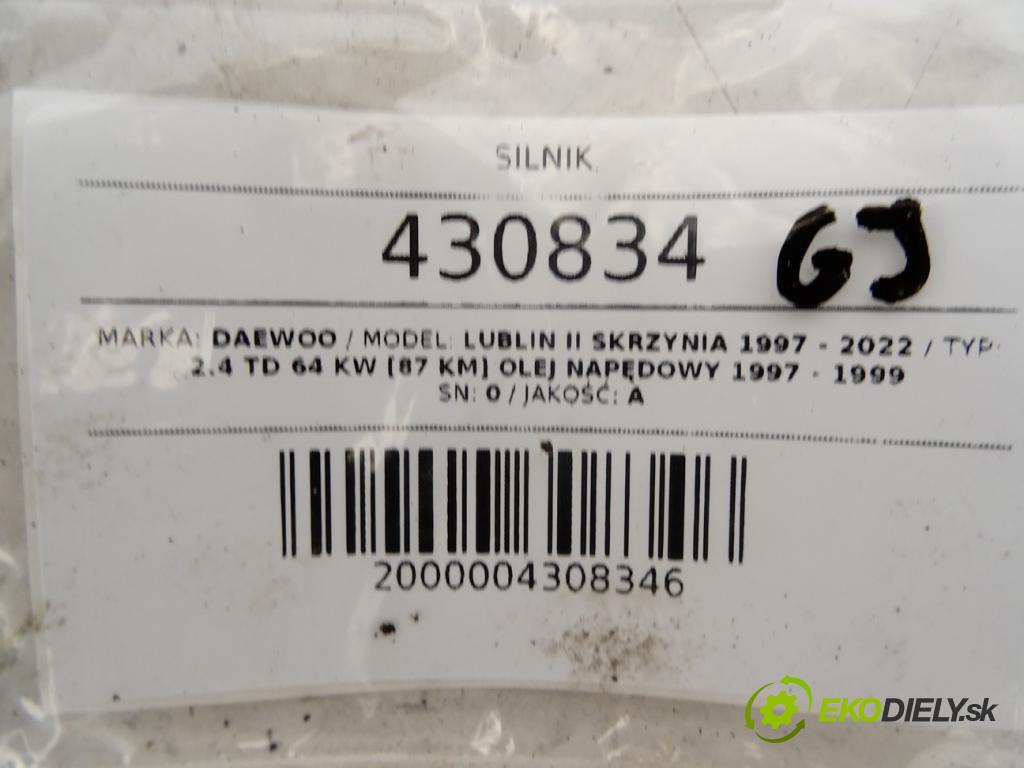 SILNIK
430834 GJ
MARKA: DAEWOO / MODEL: LUBLIN II SKRZYNIA 1997 - 2022 / TYP:
2.4 TD 64 KW [87 KM] OLEJ NAPĘDOWY 1997 - 1999
SN: 0 / JAKOŚĆ: A
2000004308346
EKODIELY.sk